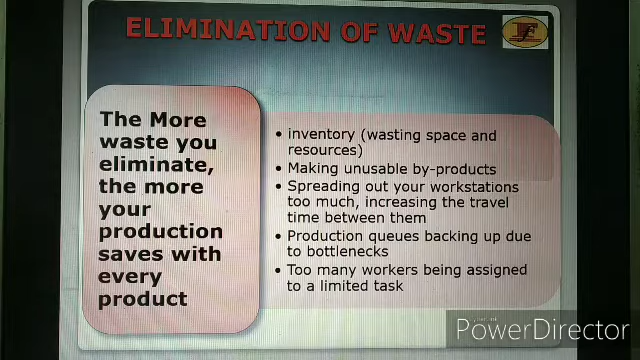 ELIMINATION OF WASTE
The More
waste you
eliminate,
the more
your
production
saves with
every
product
• inventory (wasting space and
resources)
• Making unusable by-products
• Spreading out your workstations
too much, increasing the travel
time between them
• Production queues backing up due
to bottlenecks
• Too many workers being assigned
to a limited task
PowerDirector